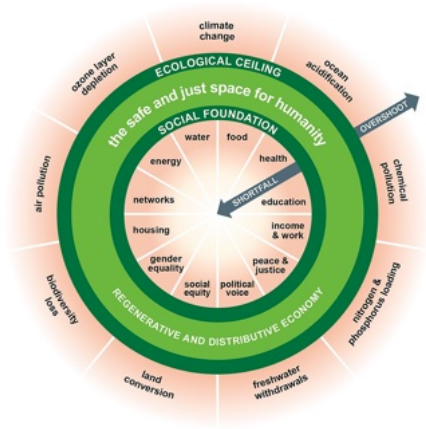 climate
change
ocean
acidification
chemical
pollution
nitrogen &
phosphorus loading
freshwater
withdrawals
land
conversion
biodiversity
loss
air pollution
ozone layer
depletion
ECOLOGICAL CEILING
the safe and just space for humanity
SOCIAL FOUNDATION
OVERSHOOT
SHORTFALL
water
food
health
education
income
& work
peace &
justice
political
voice
social
equity
gender
equality
housing
networks
energy
REGENERATIVE AND DISTRIBUTIVE ECONOMY